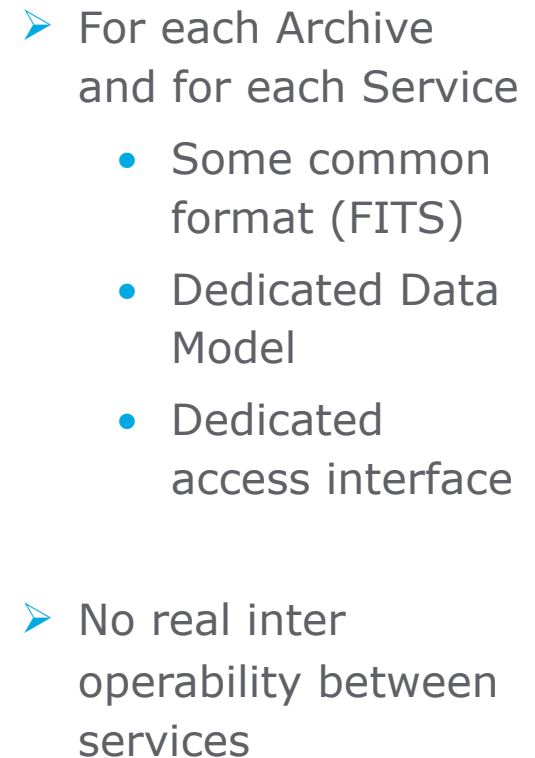 ➢ For each Archive
and for each Service
• Some common
format (FITS)
• Dedicated Data
Model
• Dedicated
access interface
➢ No real inter
operability between
services